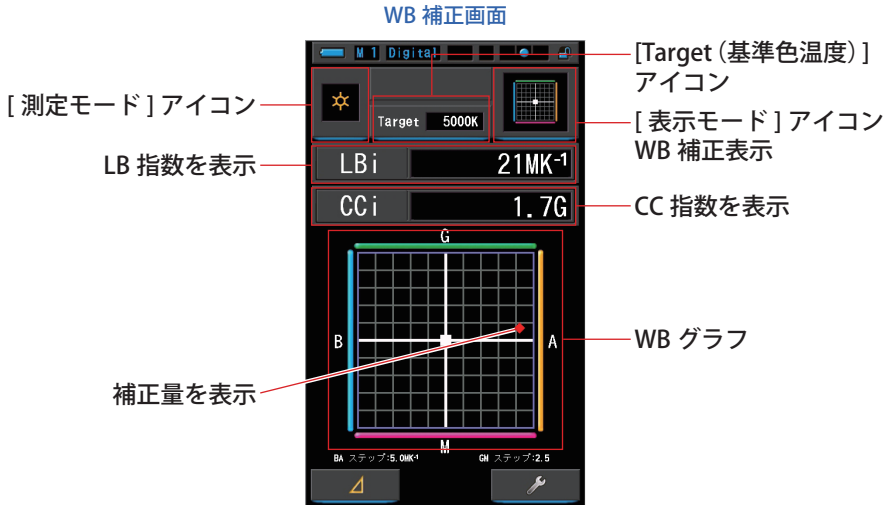 WB 補正画面
M 1 Digital
[Target（基準色温度）]
アイコン
[ 測定モード ] アイコン
Target 5000K
[ 表示モード ] アイコン
WB 補正表示
LB 指数を表示
LBi 21MK⁻¹
CCi 1.7G
CC 指数を表示
G
B
A
WB グラフ
補正量を表示
M
BA ステップ:5.0MK⁻¹ GM ステップ:2.5